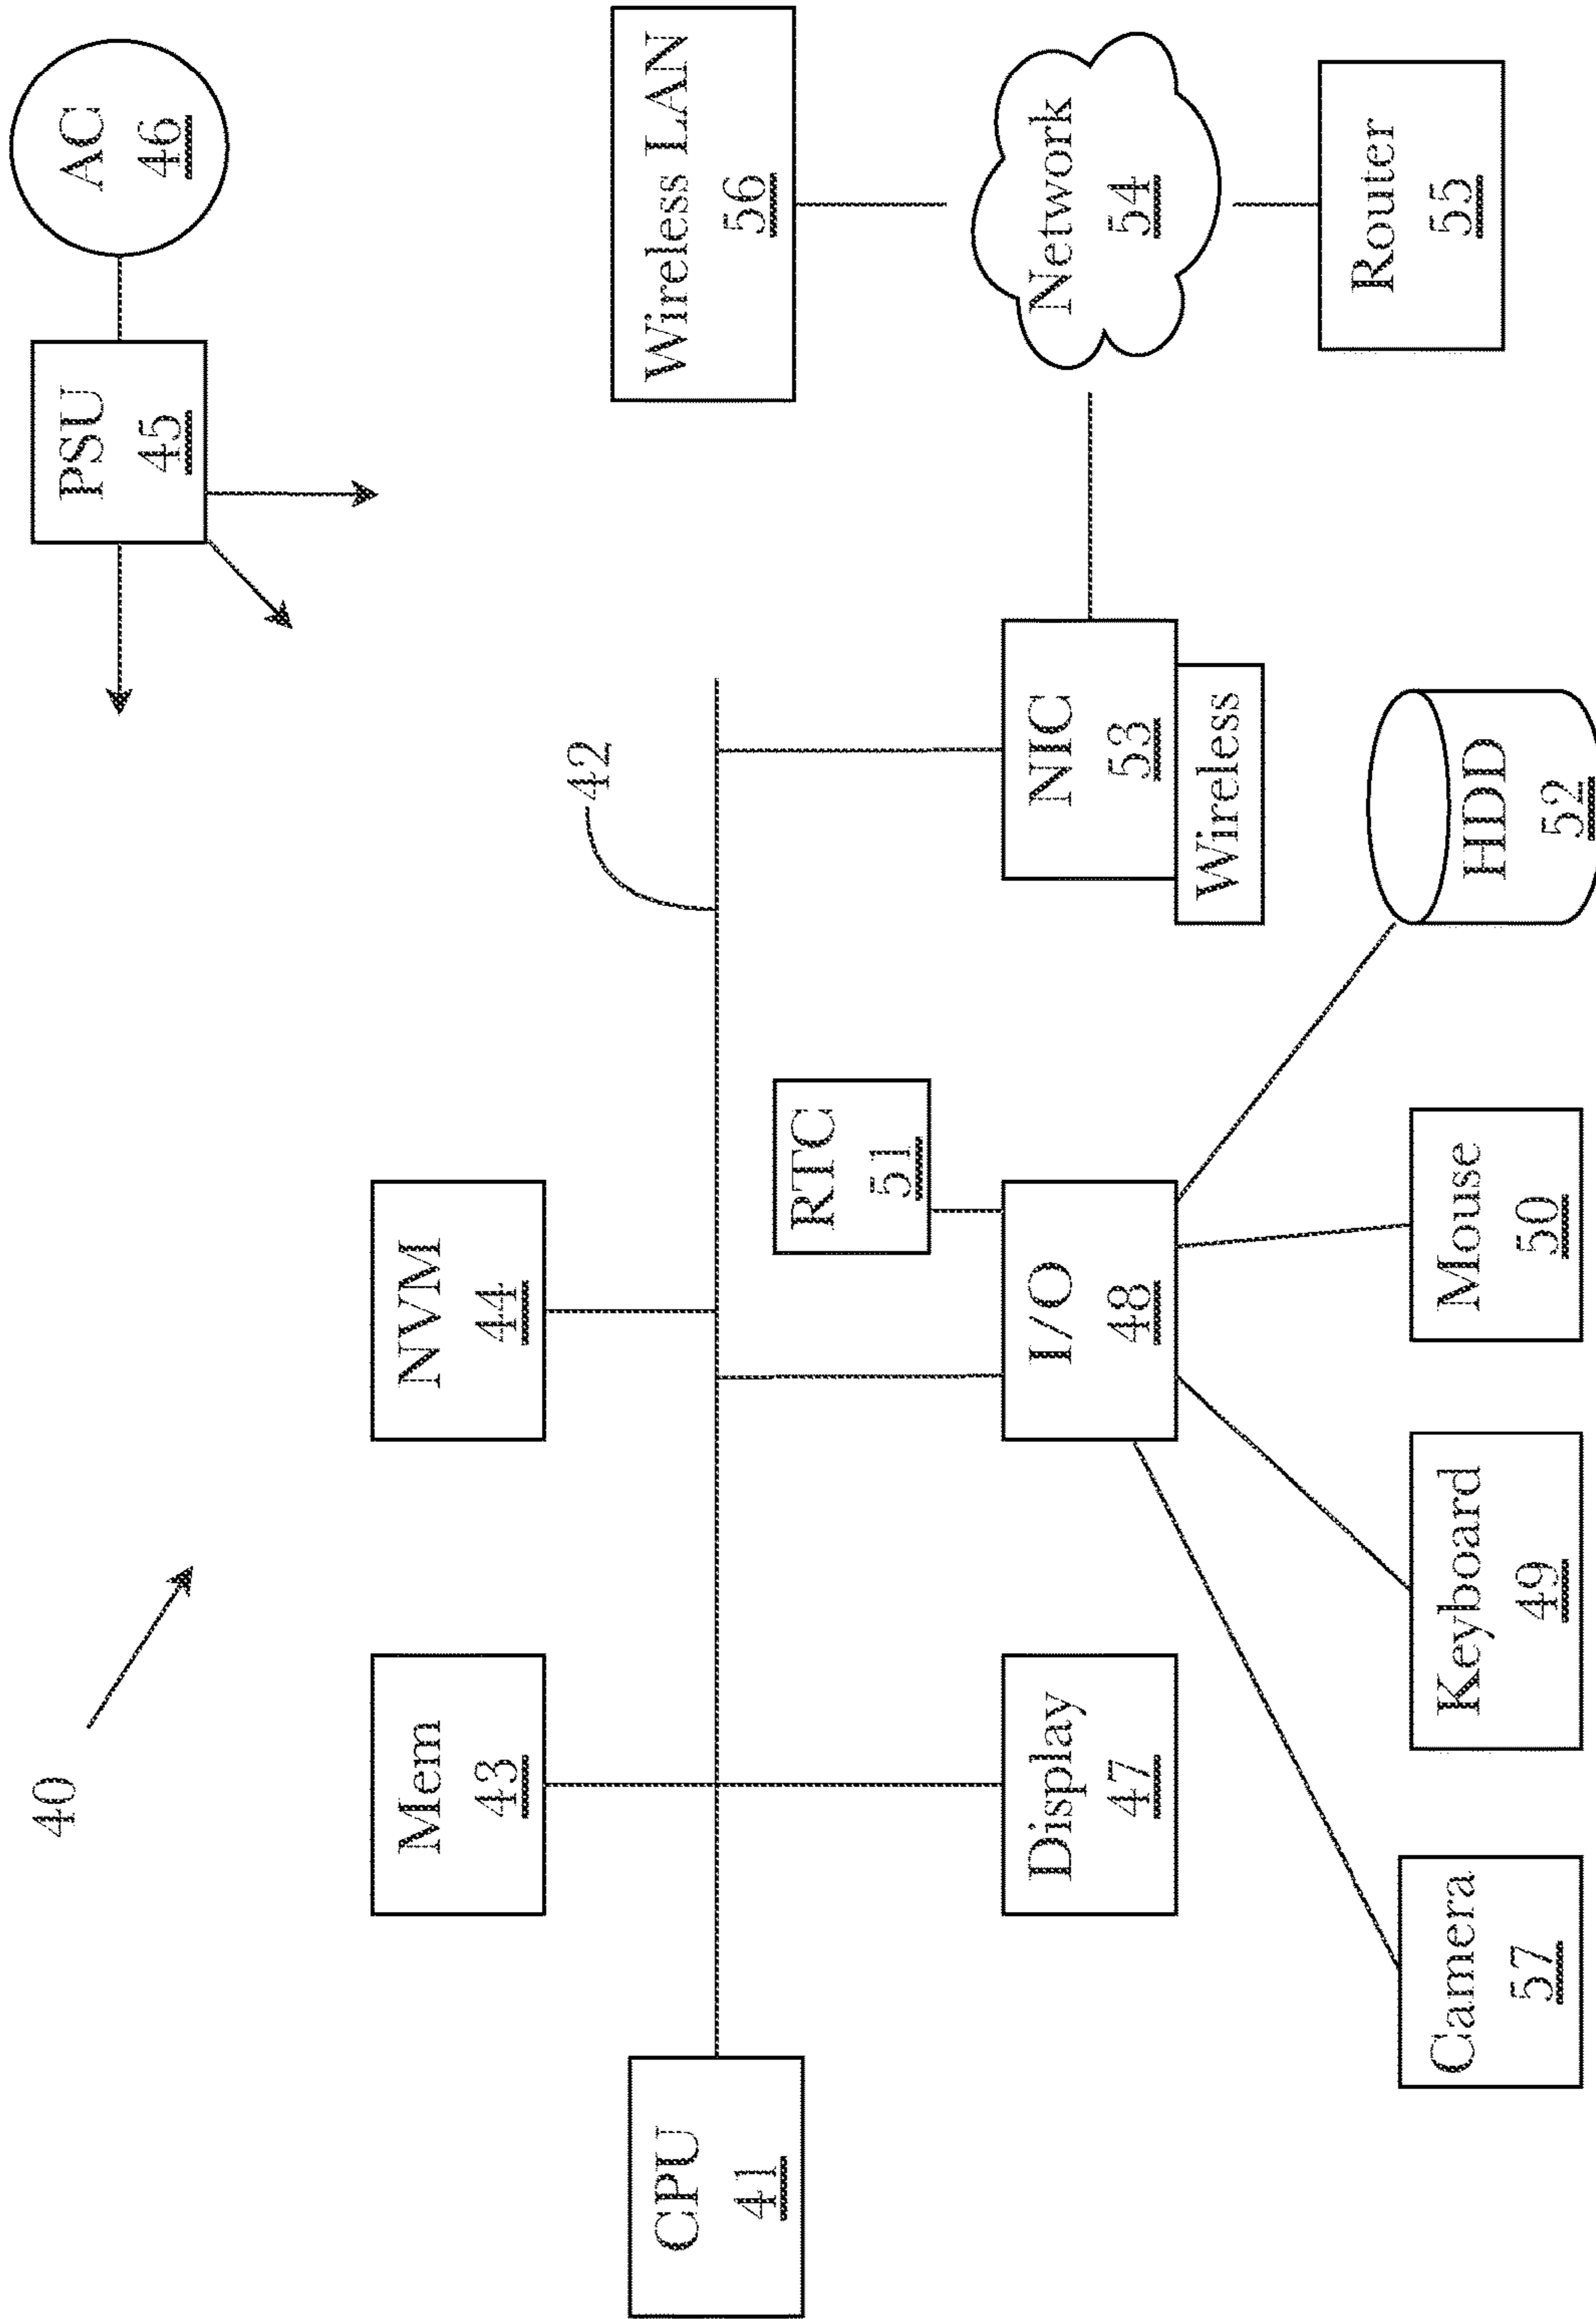 40
PSU
45
AC
46
Mem
43
NVM
44
42
CPU
41
RTC
51
Wireless LAN
56
Display
47
I/O
48
NIC
53
Wireless
Network
54
Camera
57
Keyboard
49
Mouse
50
HDD
52
Router
55